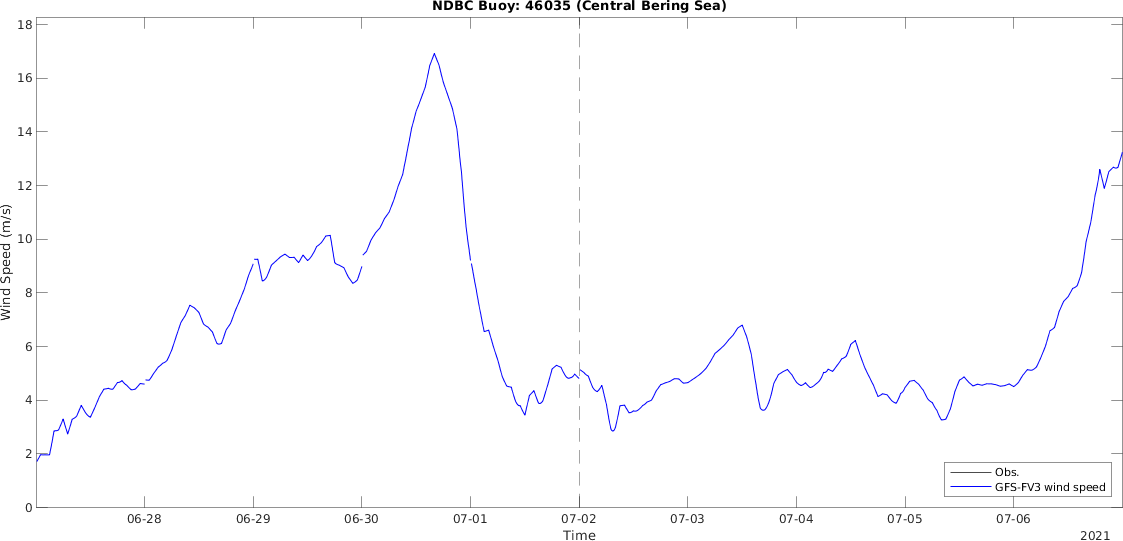 NDBC Buoy: 46035 (Central Bering Sea)
18
16
14
12
10
8
6
4
2
0
Wind Speed (m/s)
06-28 06-29 06-30 07-01 07-02 07-03 07-04 07-05 07-06
Time
2021
Obs.
GFS-FV3 wind speed